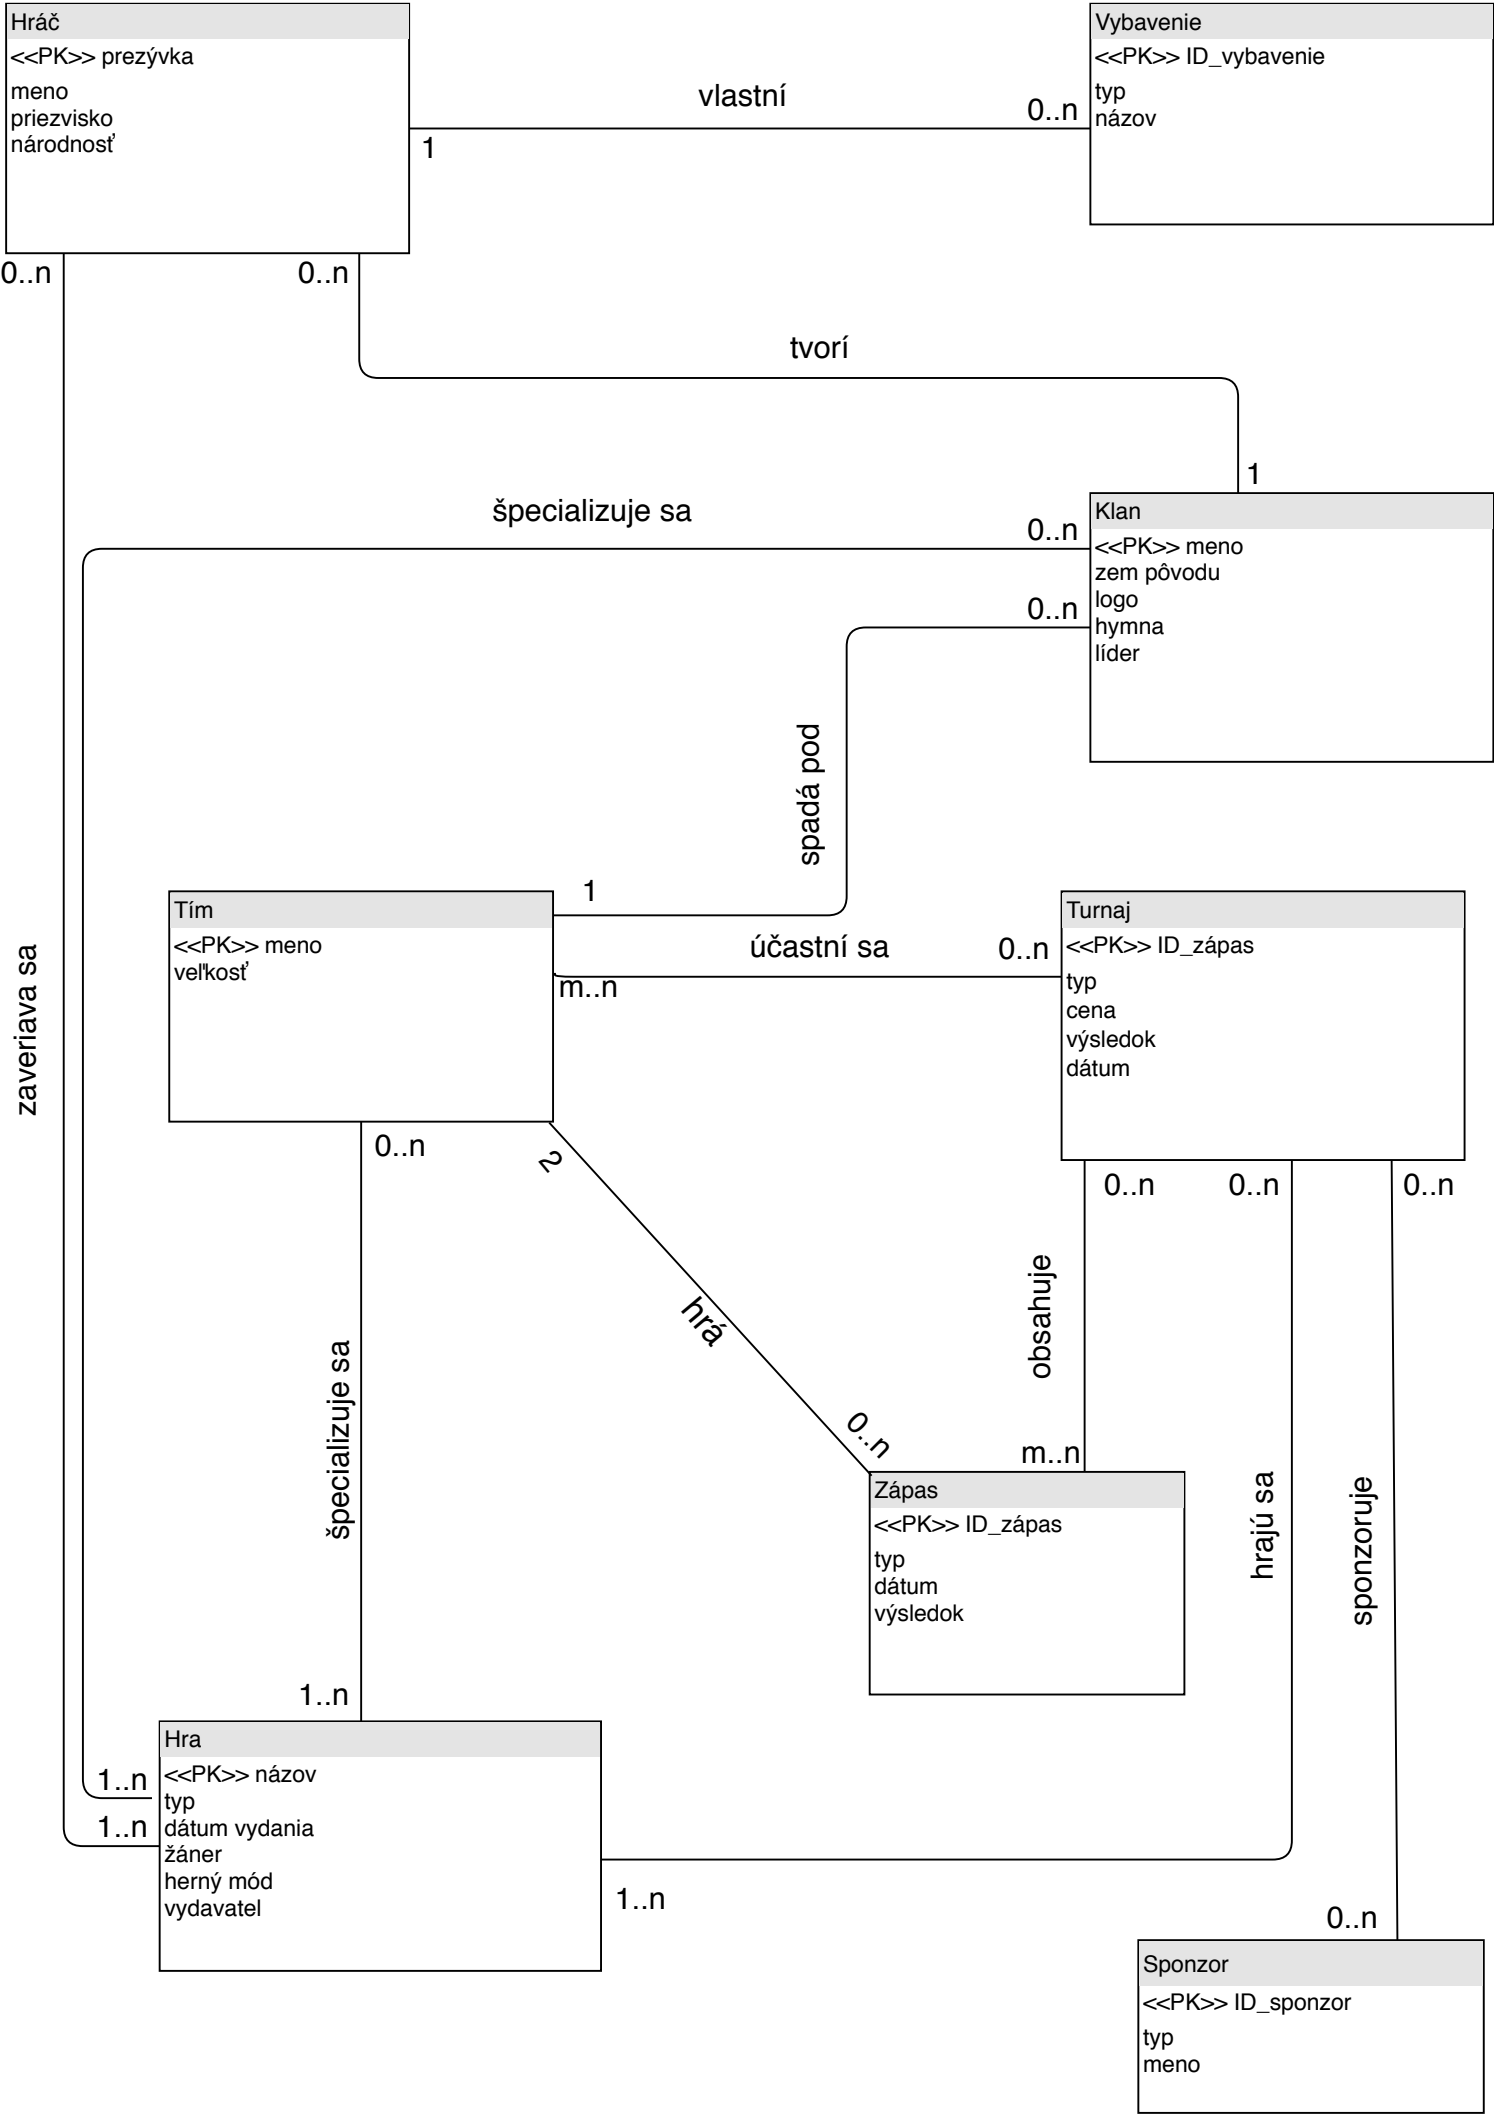 Hráč
<<PK>> prezývka
meno
priezvisko
národnosť
Vybavenie
<<PK>> ID_vybavenie
typ
názov
vlastní
0..n
1
0..n
0..n
tvorí
1
špecializuje sa
0..n
Klan
<<PK>> meno
zem pôvodu
logo
hymna
líder
0..n
spadá pod
1
Tím
<<PK>> meno
veľkosť
účastní sa
0..n
m..n
Turnaj
<<PK>> ID_zápas
typ
cena
výsledok
dátum
zaveriava sa
0..n
2
0..n
0..n
0..n
obsahuje
hrá
špecializuje sa
0..n
m..n
hrajú sa
sponzoruje
Zápas
<<PK>> ID_zápas
typ
dátum
výsledok
1..n
Hra
<<PK>> názov
typ
dátum vydania
žáner
herný mód
vydavatel
1..n
1..n
1..n
0..n
Sponzor
<<PK>> ID_sponzor
typ
meno